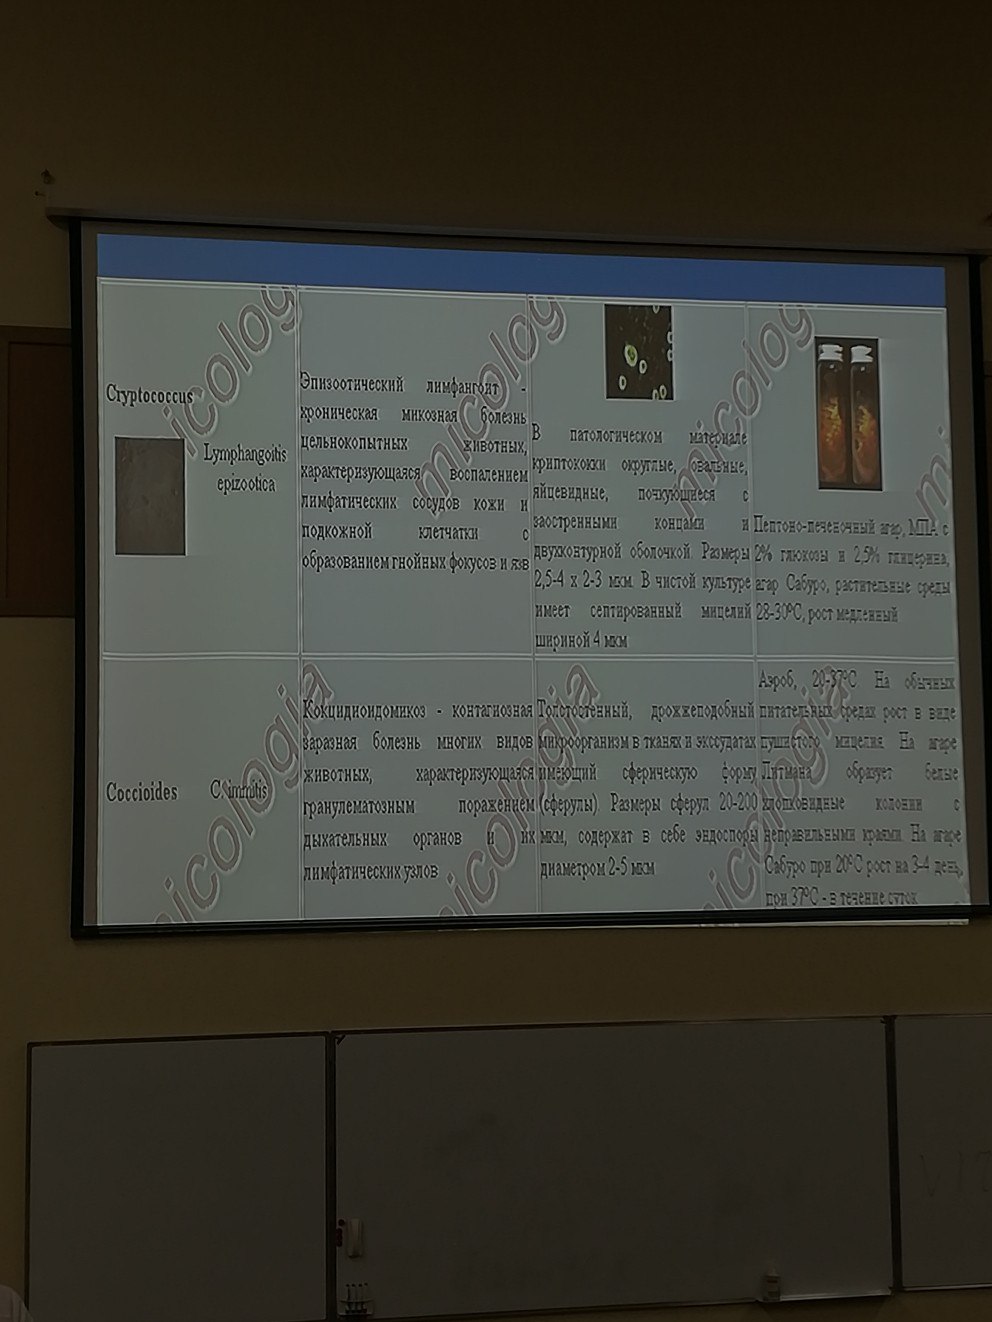 Cryptococcus
Lymphangoitis
epizootica
Эпизоотический лимфангоит -
хроническая микозная болезнь
цельнокопытных животных,
характеризующаяся воспалением
лимфатических сосудов кожи и
подкожной клетчатки с
образованием гнойных фокусов и язв
В патологическом материале
криптококки округлые, овальные,
яйцевидные, почкующиеся с
заостренными концами и
двухконтурной оболочкой. Размеры
2,5-4 х 2-3 мкм. В чистой культуре
имеет септированный мицелий
шириной 4 мкм
Пептоно-печеночный агар, МПА с
2% глюкозы и 2,5% глицерина,
агар Сабуро, растительные среды
28-30°С, рост медленный
Coccioides
C. immitis
Кокцидиоидомикоз - контагиозная
заразная болезнь многих видов
животных, характеризующаяся
гранулематозным поражением
дыхательных органов и их
лимфатических узлов
Толстостенный, дрожжеподобный
микроорганизм в тканях и экссудатах
имеющий сферическую форму
(сферулы). Размеры сферул 20-200
мкм, содержат в себе эндоспоры
диаметром 2-5 мкм
Аэроб, 20-37°С. На обычных
питательных средах рост в виде
пушистого мицелия. На агаре
Литмана образует белые
хлопковидные колонии с
неправильными краями. На агаре
Сабуро при 20°С рост на 3-4 день,
при 37°С - в течение суток
icolog
micolog
micolog
mi
micologia
micologia
micologia